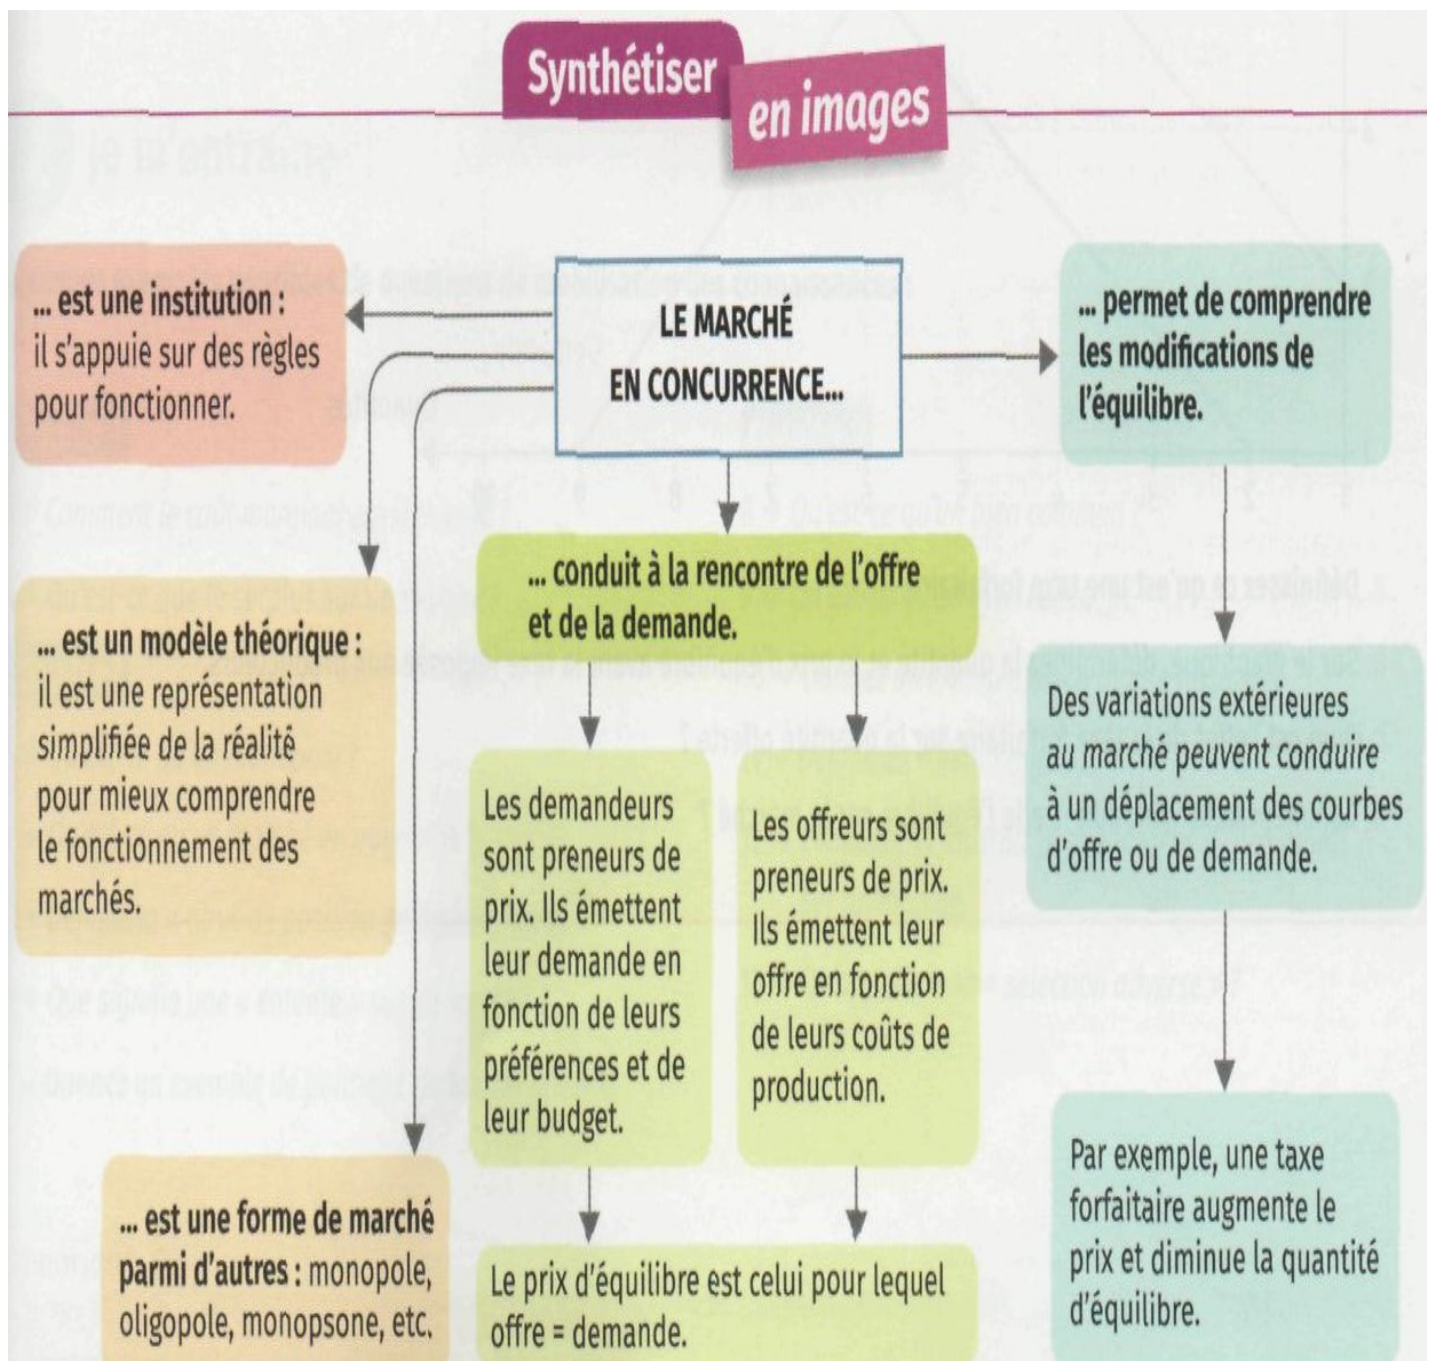 Synthétiser
en images
LE MARCHÉ
EN CONCURRENCE...
... est une institution :
il s'appuie sur des règles
pour fonctionner.
... est un modèle théorique :
il est une représentation
simplifiée de la réalité
pour mieux comprendre
le fonctionnement des
marchés.
... est une forme de marché
parmi d'autres : monopole,
oligopole, monopsone, etc.
... conduit à la rencontre de l'offre
et de la demande.
Les demandeurs
sont preneurs de
prix. Ils émettent
leur demande en
fonction de leurs
préférences et de
leur budget.
Les offreurs sont
preneurs de prix.
Ils émettent leur
offre en fonction
de leurs coûts de
production.
Le prix d'équilibre est celui pour lequel
offre = demande.
... permet de comprendre
les modifications de
l'équilibre.
Des variations extérieures
au marché peuvent conduire
à un déplacement des courbes
d'offre ou de demande.
Par exemple, une taxe
forfaitaire augmente le
prix et diminue la quantité
d'équilibre.